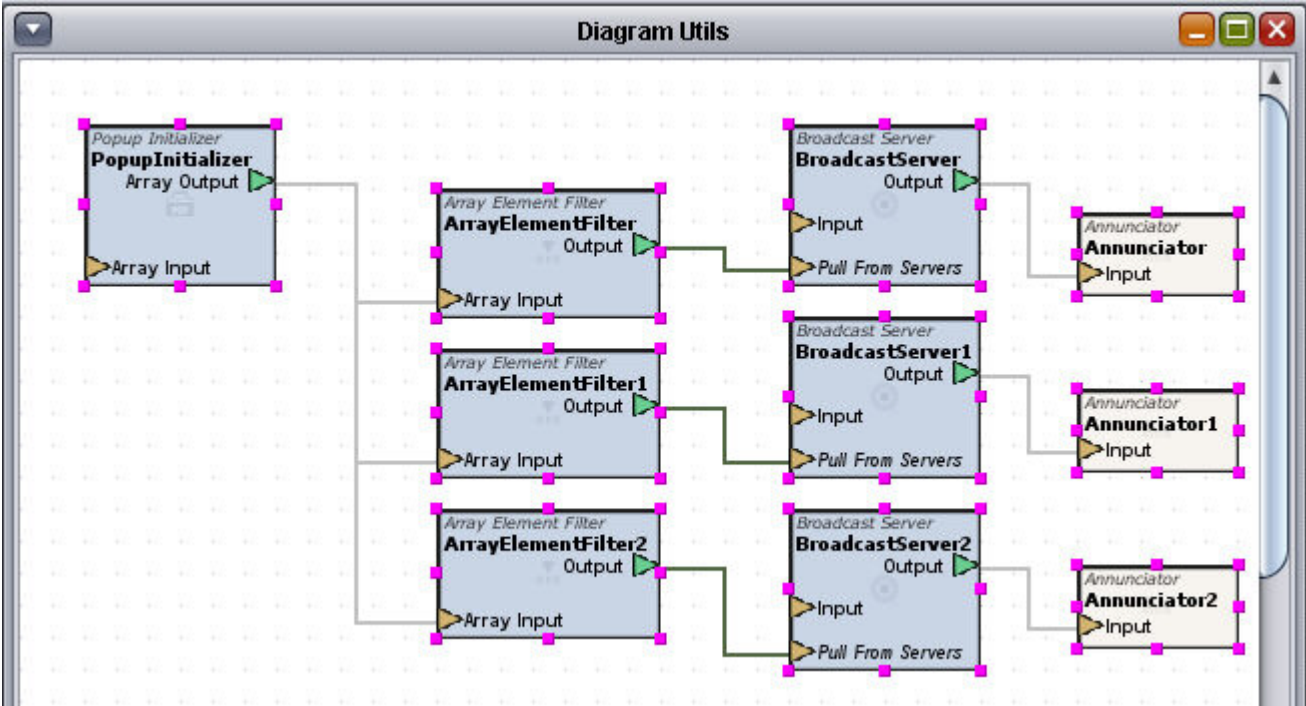 Diagram Utils
Popup Initializer
PopupInitializer
Array Output
Array Input
Array Element Filter
ArrayElementFilter
Output
Array Input
Array Element Filter
ArrayElementFilter1
Output
Array Input
Array Element Filter
ArrayElementFilter2
Output
Array Input
Broadcast Server
BroadcastServer
Output
Input
Pull From Servers
Broadcast Server
BroadcastServer1
Output
Input
Pull From Servers
Broadcast Server
BroadcastServer2
Output
Input
Pull From Servers
Annunciator
Annunciator
Input
Annunciator
Annunciator1
Input
Annunciator
Annunciator2
Input